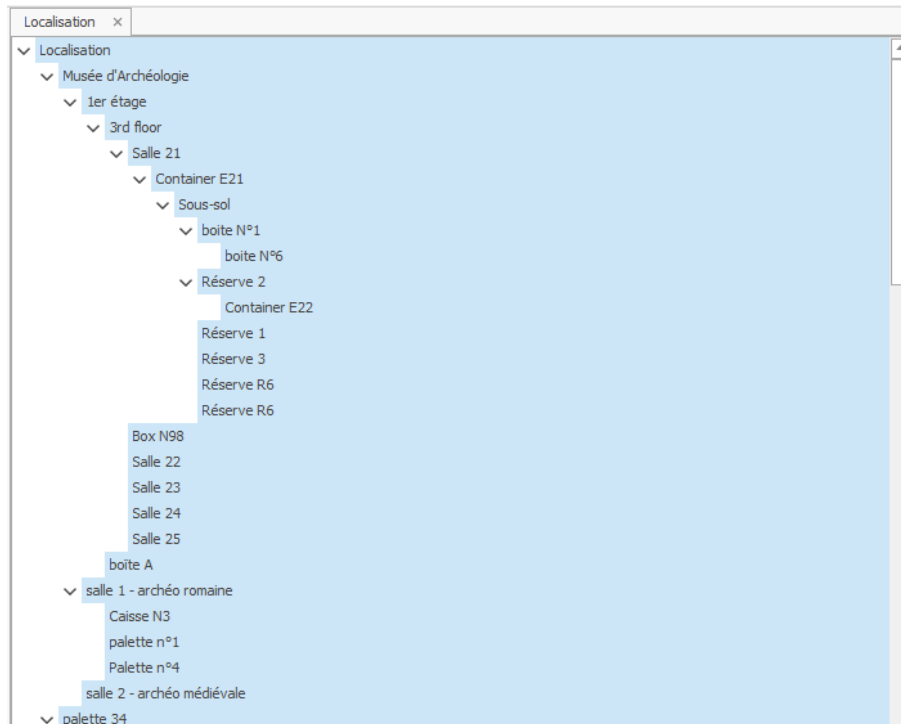 Localisation
Localisation
Musée d'Archéologie
1er étage
3rd floor
Salle 21
Container E21
Sous-sol
boite N°1
boite N°6
Réserve 2
Container E22
Réserve 1
Réserve 3
Réserve R6
Réserve R6
Box N98
Salle 22
Salle 23
Salle 24
Salle 25
boîte A
salle 1 - archéo romaine
Caisse N3
palette n°1
Palette n°4
salle 2 - archéo médiévale
palette 34